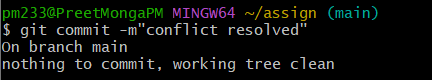 pm233@PreetMongaPM MINGW64 ~/assign (main)
$ git commit -m"conflict resolved"
On branch main
nothing to commit, working tree clean